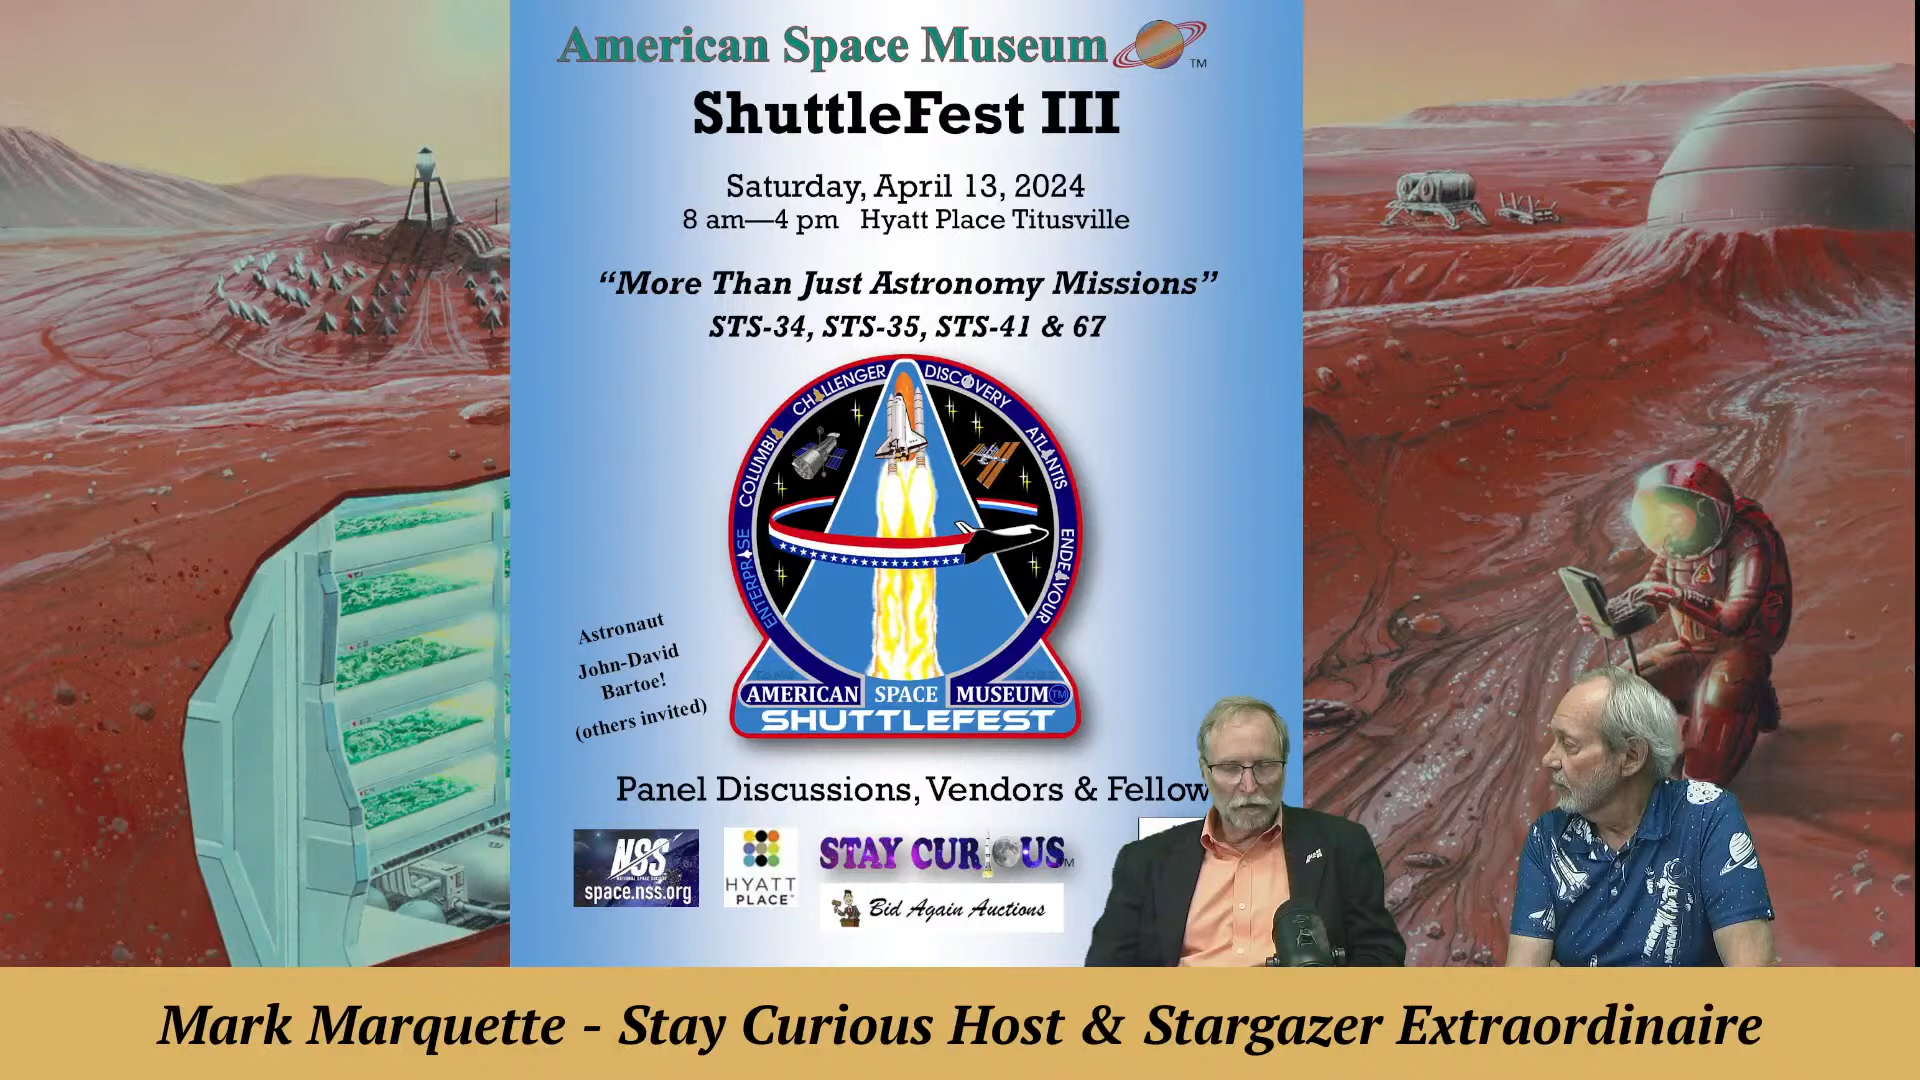 American Space Museum TM
ShuttleFest III
Saturday, April 13, 2024
8 am—4 pm Hyatt Place Titusville
“More Than Just Astronomy Missions”
STS-34, STS-35, STS-41 & 67
ENTERPRISE COLUMBIA CHALLENGER DISCOVERY ATLANTIS ENDEAVOUR
Astronaut
John-David
Bartoe!
(others invited)
AMERICAN SPACE MUSEUM TM
SHUTTLEFEST
Panel Discussions, Vendors & Fellow
NSS
space.nss.org
HYATT
PLACE
STAY CURIOUS TM
Bid Again Auctions
Mark Marquette - Stay Curious Host & Stargazer Extraordinaire